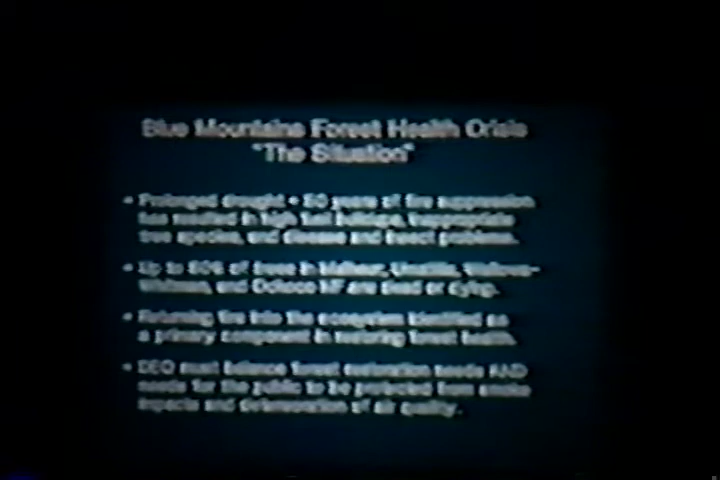 Blue Mountains Forest Health Crisis
"The Situation"
• Prolonged drought + 80 years of fire suppression
has resulted in high fuel buildups, inappropriate
tree species, and disease and insect problems.
• Up to of trees in Malheur, Umatilla, Wallowa-
Whitman, and Ochoco NF are dead or dying.
• Returning fire into the ecosystem identified as
a primary component in restoring forest health.
• DEQ must balance forest restoration needs AND
needs for the public to be protected from smoke
impacts and deterioration of air quality.